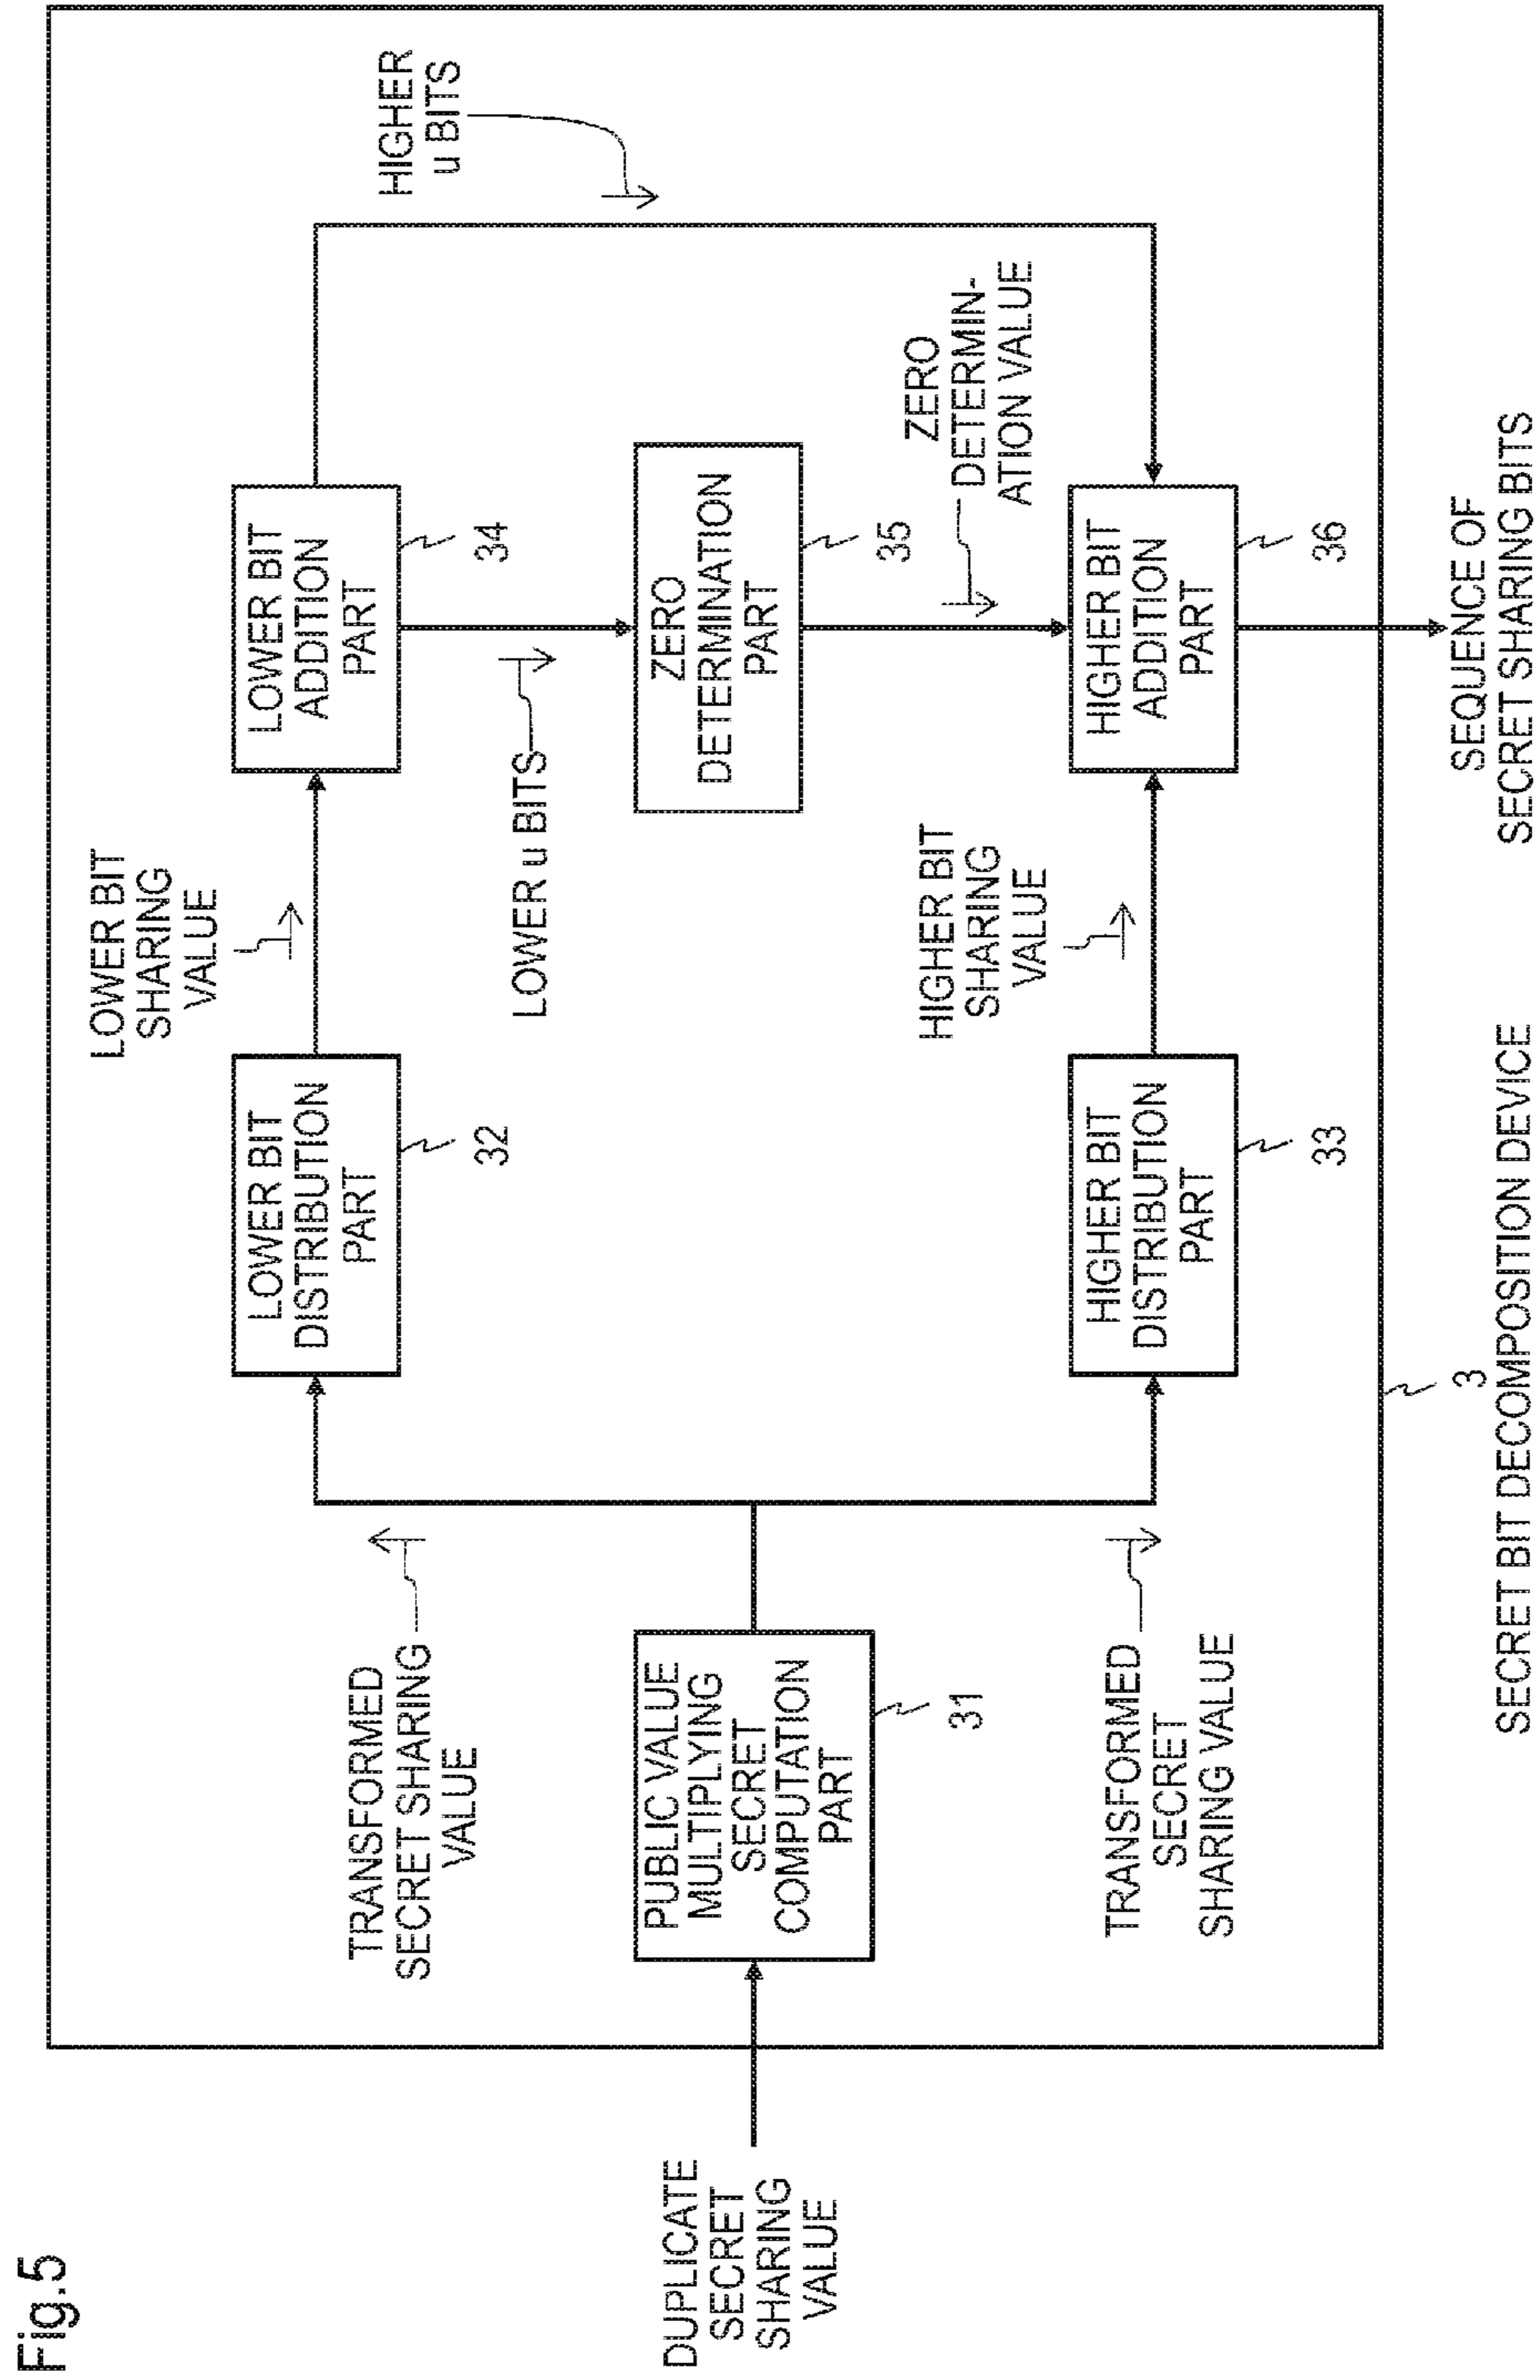 Fig.5
DUPLICATE
SECRET
SHARING
VALUE
TRANSFORMED
SECRET SHARING
VALUE
PUBLIC VALUE
MULTIPLYING
SECRET
COMPUTATION
PART
31
TRANSFORMED
SECRET
SHARING VALUE
LOWER BIT
DISTRIBUTION
PART
32
HIGHER BIT
DISTRIBUTION
PART
33
LOWER BIT
SHARING
VALUE
HIGHER BIT
SHARING
VALUE
LOWER BIT
ADDITION
PART
34
LOWER u BITS
ZERO
DETERMINATION
PART
35
ZERO
DETERMIN-
ATION VALUE
HIGHER BIT
ADDITION
PART
36
HIGHER
u BITS
3
SECRET BIT DECOMPOSITION DEVICE
SEQUENCE OF
SECRET SHARING BITS